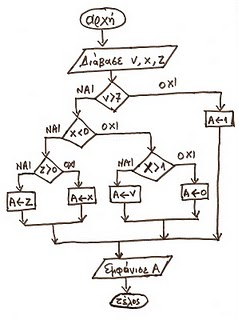 αρχή
Διάβασε V, X, Z
V>7
ΝΑΙ ΟΧΙ
X<0
A←1
ΝΑΙ ΟΧΙ
Z>0
X>1
ΝΑΙ ΟΧΙ
ΝΑΙ ΟΧΙ
A←Z
A←X
A←V
A←0
Εμφάνισε A
τέλος